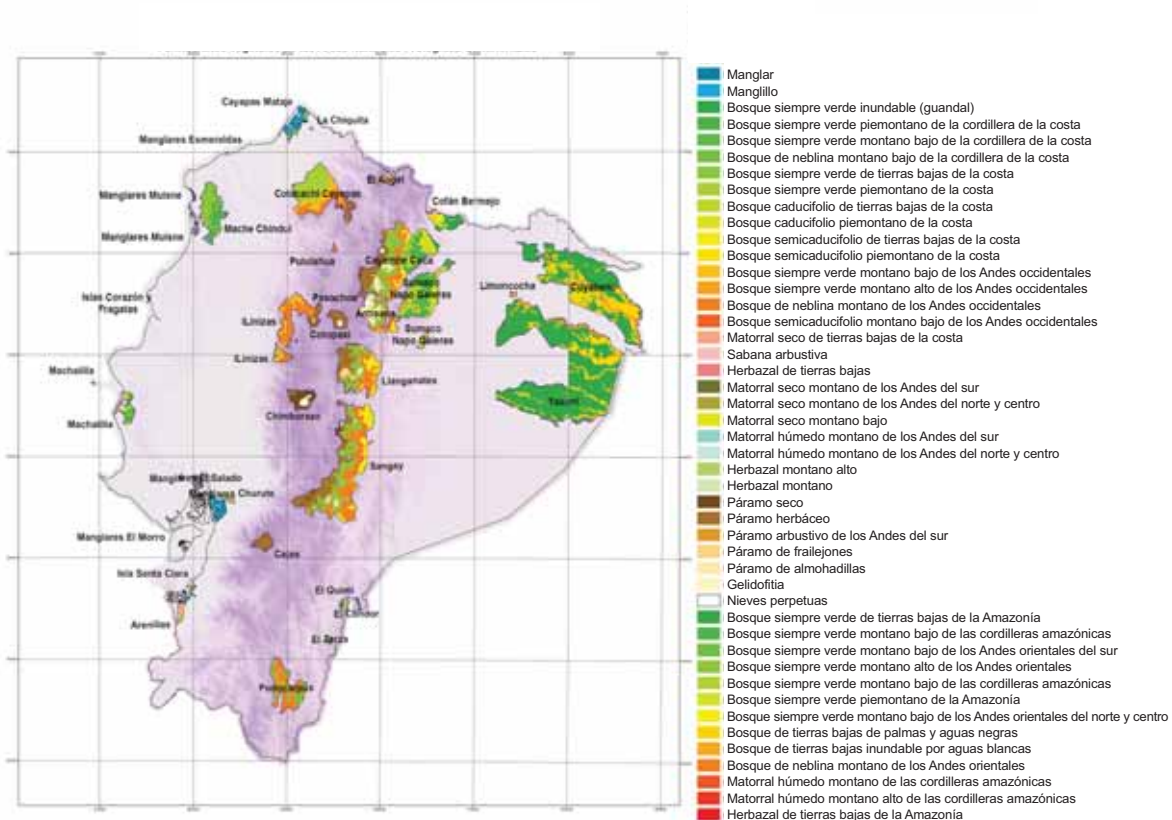 Cayapas Mataje
La Chiquita
Manglares Esmeraldas
El Angel
Cotacachi Cayapas
Manglares Muisne
Cofán Bermejo
Mache Chindul
Manglares Muisne
Pululahua
Cayambe Coca
Sumaco
Napo Galeras
Limoncocha
Cuyabeno
Islas Corazón y
Fragatas
Pasochoa
Antisana
ILinizas
Cotopaxi
Sumaco
Napo Galeras
ILinizas
Machalilla
Llanganates
Chimborazo
Yasuní
Machalilla
Sangay
Manglares El Salado
Manglares Churute
Manglares El Morro
Cajas
Isla Santa Clara
El Quimi
El Condor
Arenillas
El Zarza
Podocarpus
Manglar
Manglillo
Bosque siempre verde inundable (guandal)
Bosque siempre verde piemontano de la cordillera de la costa
Bosque siempre verde montano bajo de la cordillera de la costa
Bosque de neblina montano bajo de la cordillera de la costa
Bosque siempre verde de tierras bajas de la costa
Bosque siempre verde piemontano de la costa
Bosque caducifolio de tierras bajas de la costa
Bosque caducifolio piemontano de la costa
Bosque semicaducifolio de tierras bajas de la costa
Bosque semicaducifolio piemontano de la costa
Bosque siempre verde montano bajo de los Andes occidentales
Bosque siempre verde montano alto de los Andes occidentales
Bosque de neblina montano de los Andes occidentales
Bosque semicaducifolio montano bajo de los Andes occidentales
Matorral seco de tierras bajas de la costa
Sabana arbustiva
Herbazal de tierras bajas
Matorral seco montano de los Andes del sur
Matorral seco montano de los Andes del norte y centro
Matorral seco montano bajo
Matorral húmedo montano de los Andes del sur
Matorral húmedo montano de los Andes del norte y centro
Herbazal montano alto
Herbazal montano
Páramo seco
Páramo herbáceo
Páramo arbustivo de los Andes del sur
Páramo de frailejones
Páramo de almohadillas
Gelidofitia
Nieves perpetuas
Bosque siempre verde de tierras bajas de la Amazonía
Bosque siempre verde montano bajo de las cordilleras amazónicas
Bosque siempre verde montano bajo de los Andes orientales del sur
Bosque siempre verde montano alto de los Andes orientales
Bosque siempre verde montano bajo de las cordilleras amazónicas
Bosque siempre verde piemontano de la Amazonía
Bosque siempre verde montano bajo de los Andes orientales del norte y centro
Bosque de tierras bajas de palmas y aguas negras
Bosque de tierras bajas inundable por aguas blancas
Bosque de neblina montano de los Andes orientales
Matorral húmedo montano de las cordilleras amazónicas
Matorral húmedo montano alto de las cordilleras amazónicas
Herbazal de tierras bajas de la Amazonía